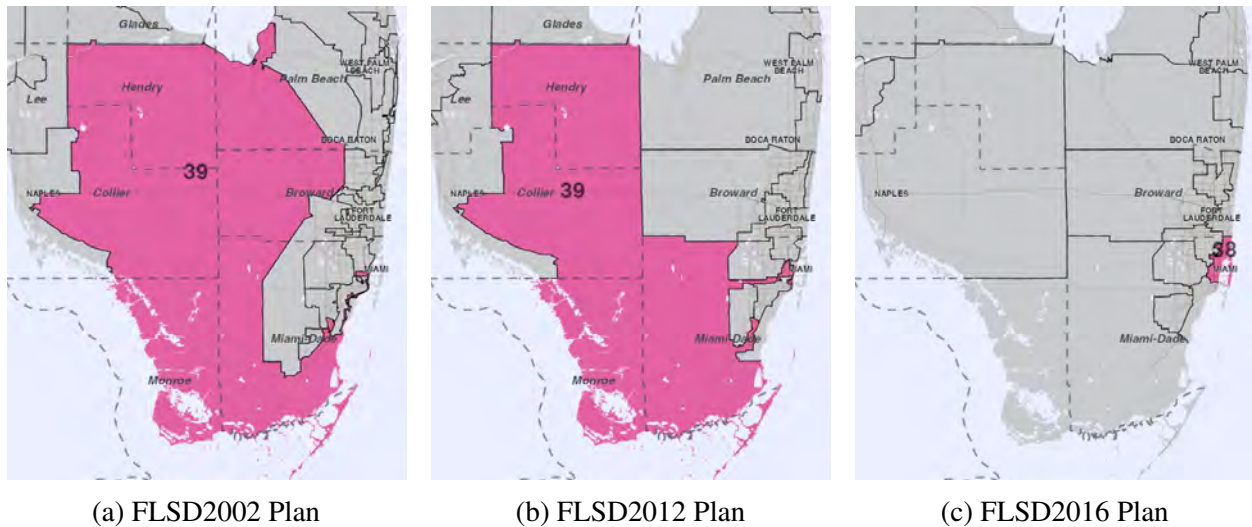 Glades
WEST PALM
BEACH
Palm Beach
Hendry
Lee
BOCA RATON
39
NAPLES
Collier
Broward
FORT
LAUDERDALE
MIAMI
Miami-Dade
Monroe
(a) FLSD2002 Plan
Glades
WEST PALM
BEACH
Palm Beach
Hendry
Lee
BOCA RATON
NAPLES
Collier
39
Broward
FORT
LAUDERDALE
MIAMI
Miami-Dade
Monroe
(b) FLSD2012 Plan
WEST PALM
BEACH
BOCA RATON
NAPLES
Broward
FORT
LAUDERDALE
38
MIAMI
Miami-Dade
(c) FLSD2016 Plan